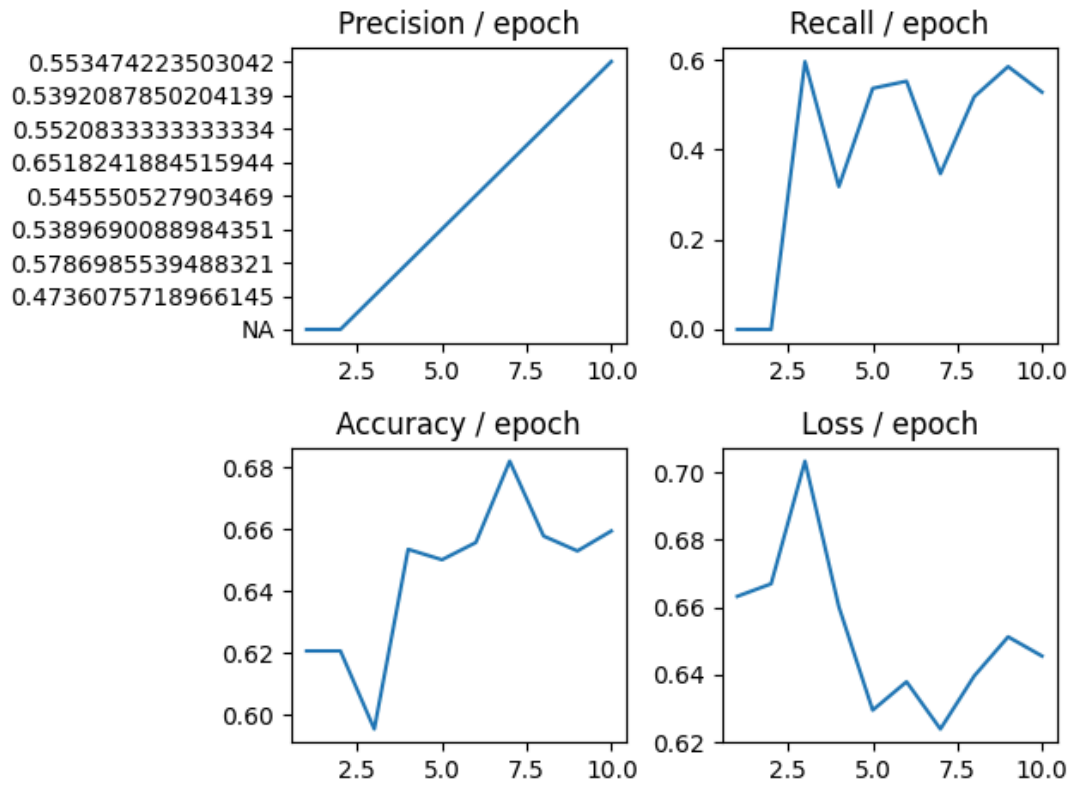 Precision / epoch
0.553474223503042
0.5392087850204139
0.5520833333333334
0.6518241884515944
0.545550527903469
0.5389690088984351
0.5786985539488321
0.4736075718966145
NA
2.5 5.0 7.5 10.0
Recall / epoch
0.6
0.4
0.2
0.0
2.5 5.0 7.5 10.0
Accuracy / epoch
0.68
0.66
0.64
0.62
0.60
2.5 5.0 7.5 10.0
Loss / epoch
0.70
0.68
0.66
0.64
0.62
2.5 5.0 7.5 10.0